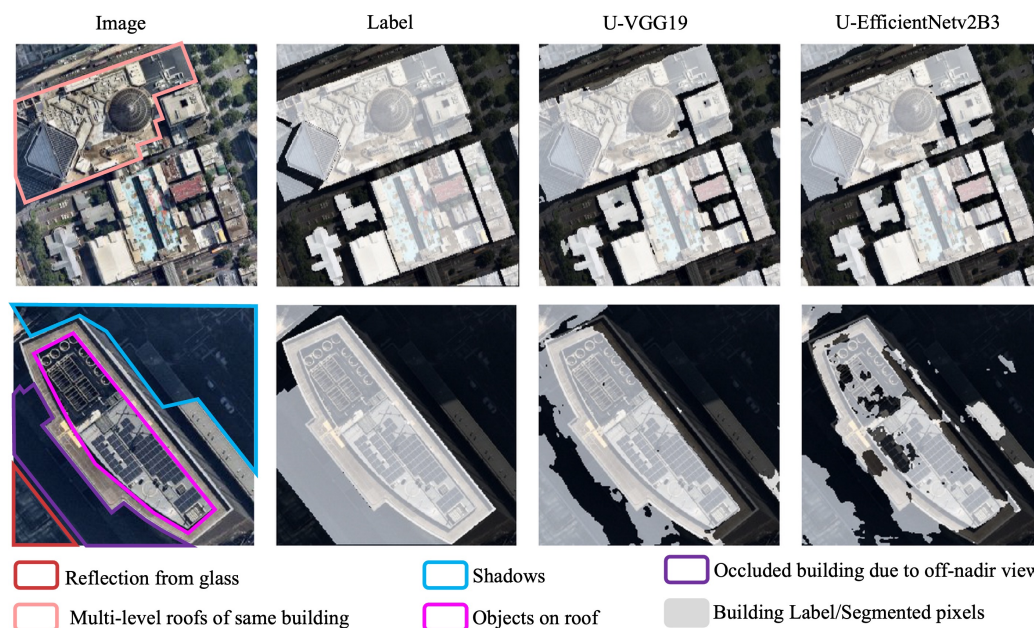 Image Label U-VGG19 U-EfficientNetv2B3
Reflection from glass Shadows Occluded building due to off-nadir view
Multi-level roofs of same building Objects on roof Building Label/Segmented pixels